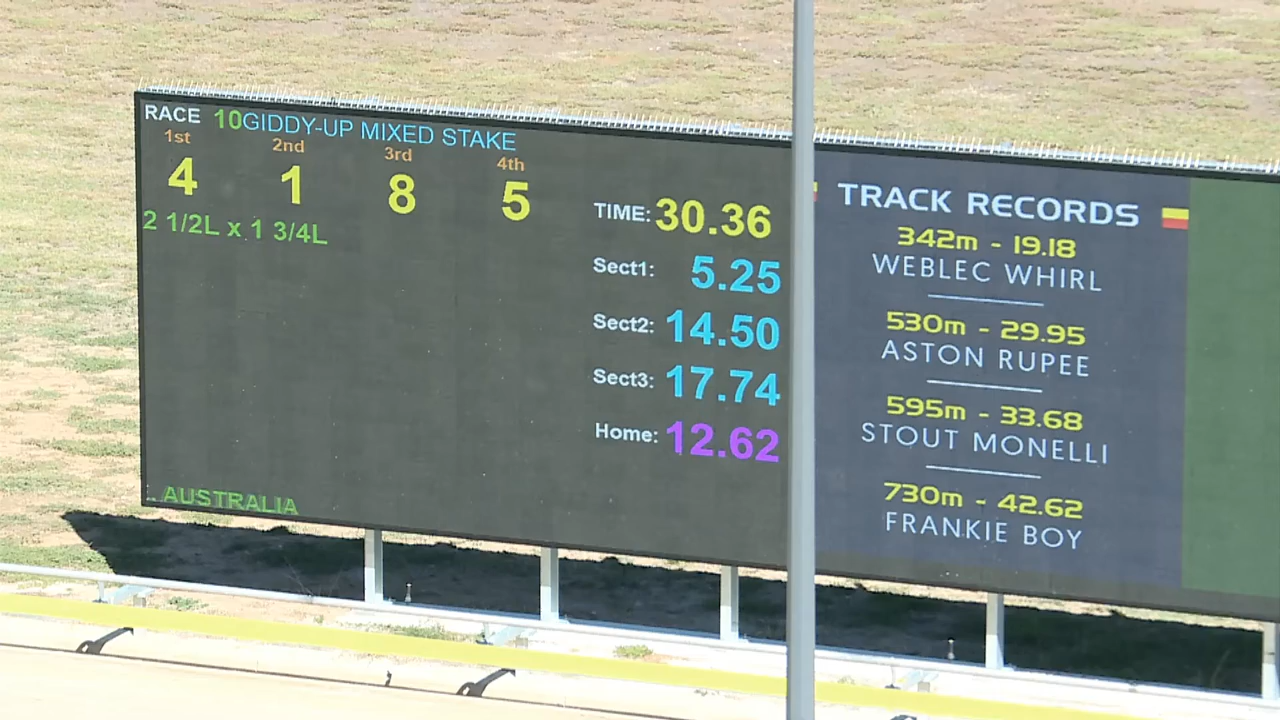 RACE 10GIDDY-UP MIXED STAKE
1st 2nd 3rd 4th
4 1 8 5
2 1/2L x 1 3/4L
TIME: 30.36
Sect1: 5.25
Sect2: 14.50
Sect3: 17.74
Home: 12.62
. AUSTRALIA
TRACK RECORDS
342m - 19.18
WEBLEC WHIRL
530m - 29.95
ASTON RUPEE
595m - 33.68
STOUT MONELLI
730m - 42.62
FRANKIE BOY